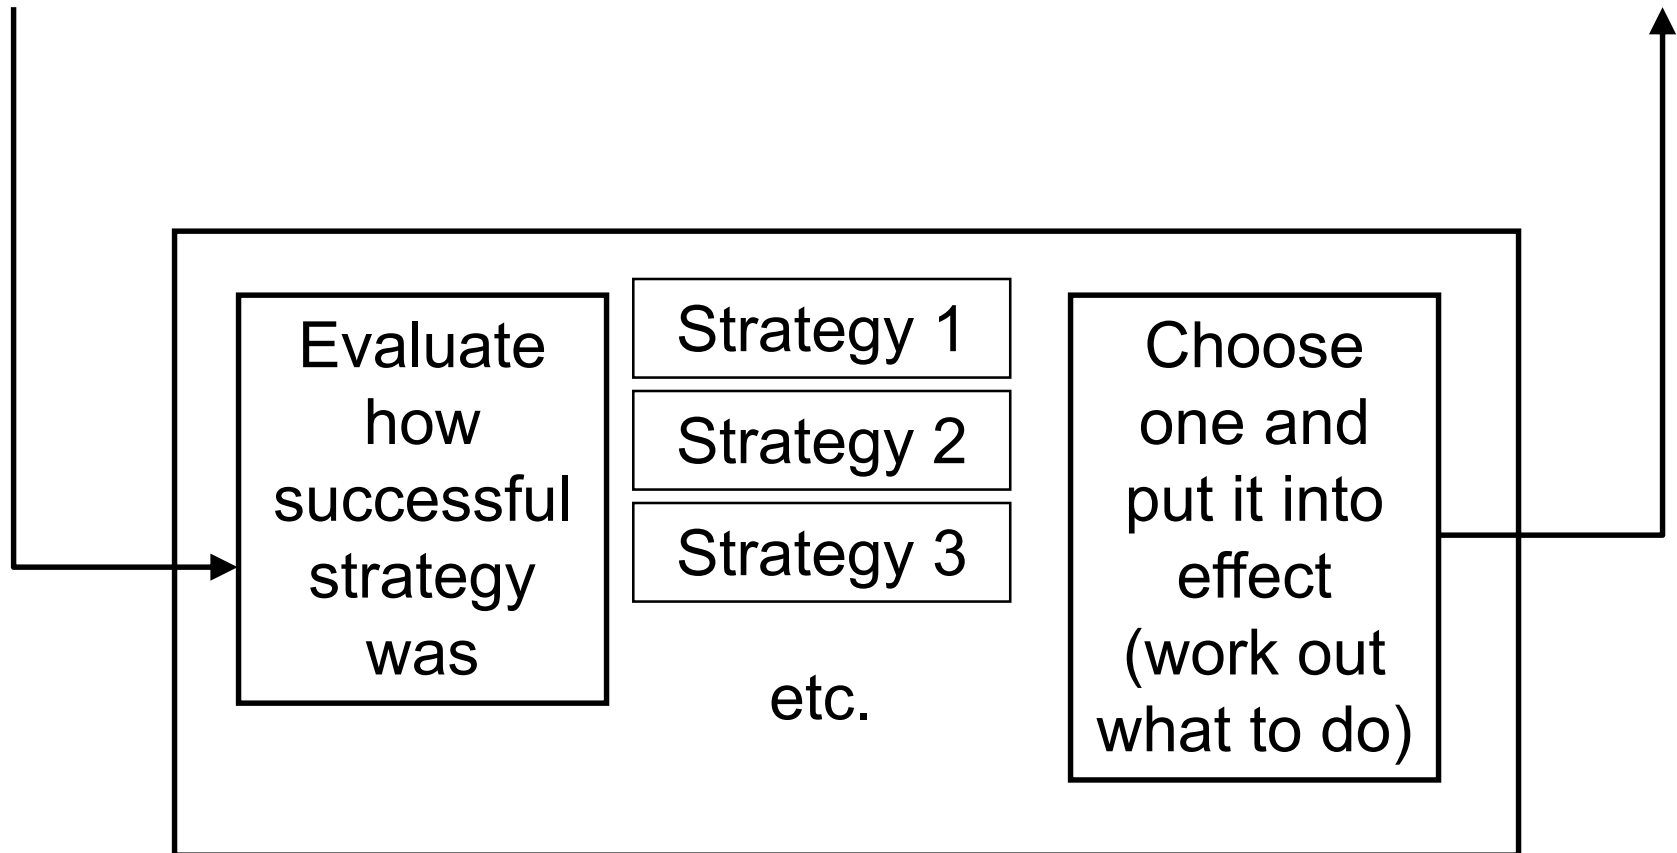 Evaluate
how
successful
strategy
was
Strategy 1
Strategy 2
Strategy 3
etc.
Choose
one and
put it into
effect
(work out
what to do)